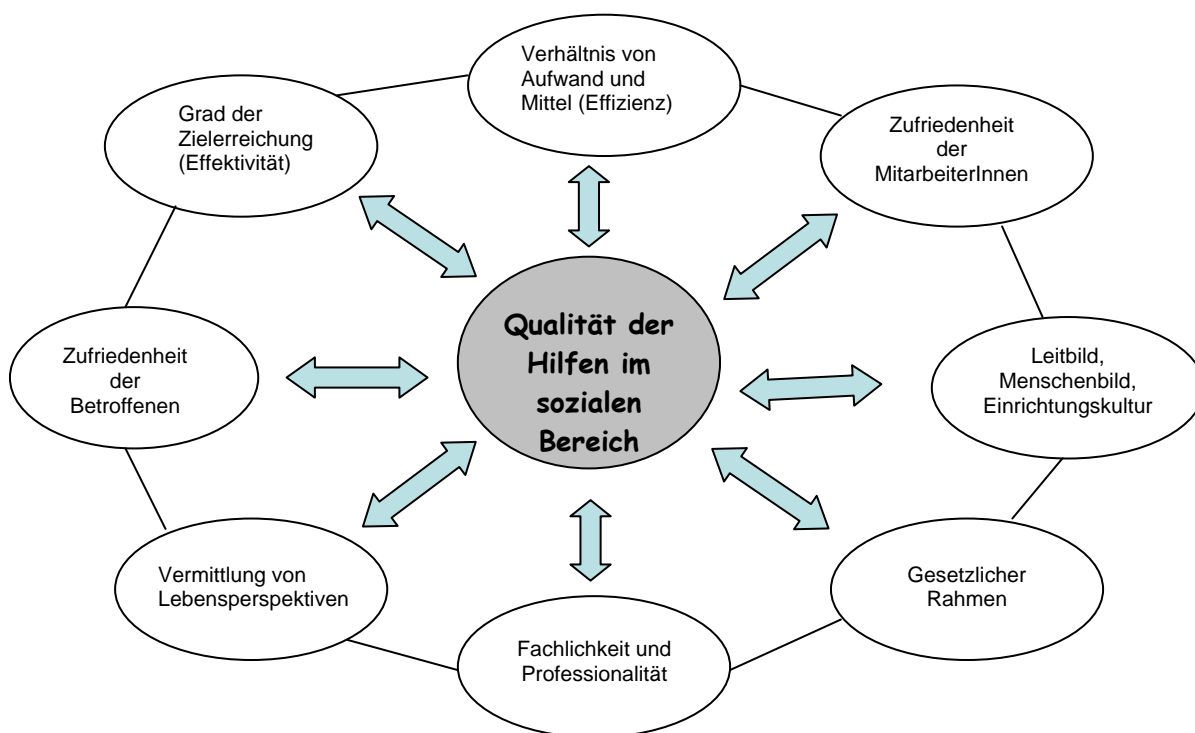 Verhältnis von
Aufwand und
Mittel (Effizienz)
Grad der
Zielerreichung
(Effektivität)
Zufriedenheit
der
MitarbeiterInnen
Qualität der
Hilfen im
sozialen
Bereich
Zufriedenheit
der
Betroffenen
Leitbild,
Menschenbild,
Einrichtungskultur
Vermittlung von
Lebensperspektiven
Gesetzlicher
Rahmen
Fachlichkeit und
Professionalität